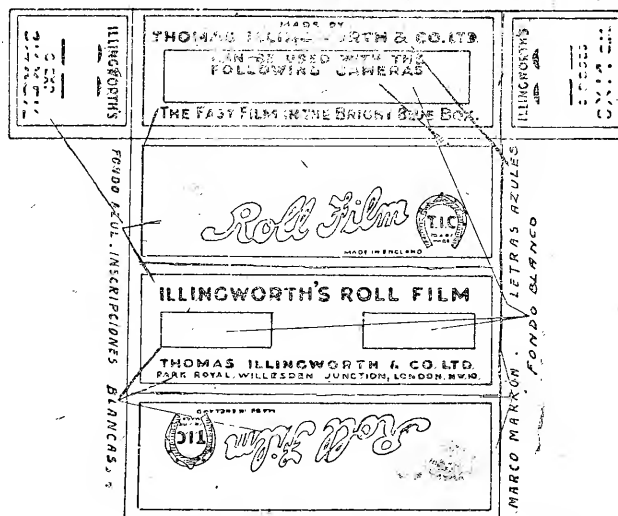 MADE BY
THOMAS ILLINGWORTH & CO. LTD.
CAN BE USED WITH THE
FOLLOWING CAMERAS
THE FAST FILM IN THE BRIGHT BLUE BOX.
ILLINGWORTH'S
ILLINGWORTH'S
Roll Film
T.I.C
MADE IN ENGLAND
ILLINGWORTH'S ROLL FILM
THOMAS ILLINGWORTH & CO. LTD.
PARK ROYAL, WILLESDEN JUNCTION, LONDON. N.W.10.
Roll Film
T.I.C
FONDO AZUL. INSCRIPCIONES BLANCAS.
MARCO MARRON. LETRAS AZULES
FONDO BLANCO